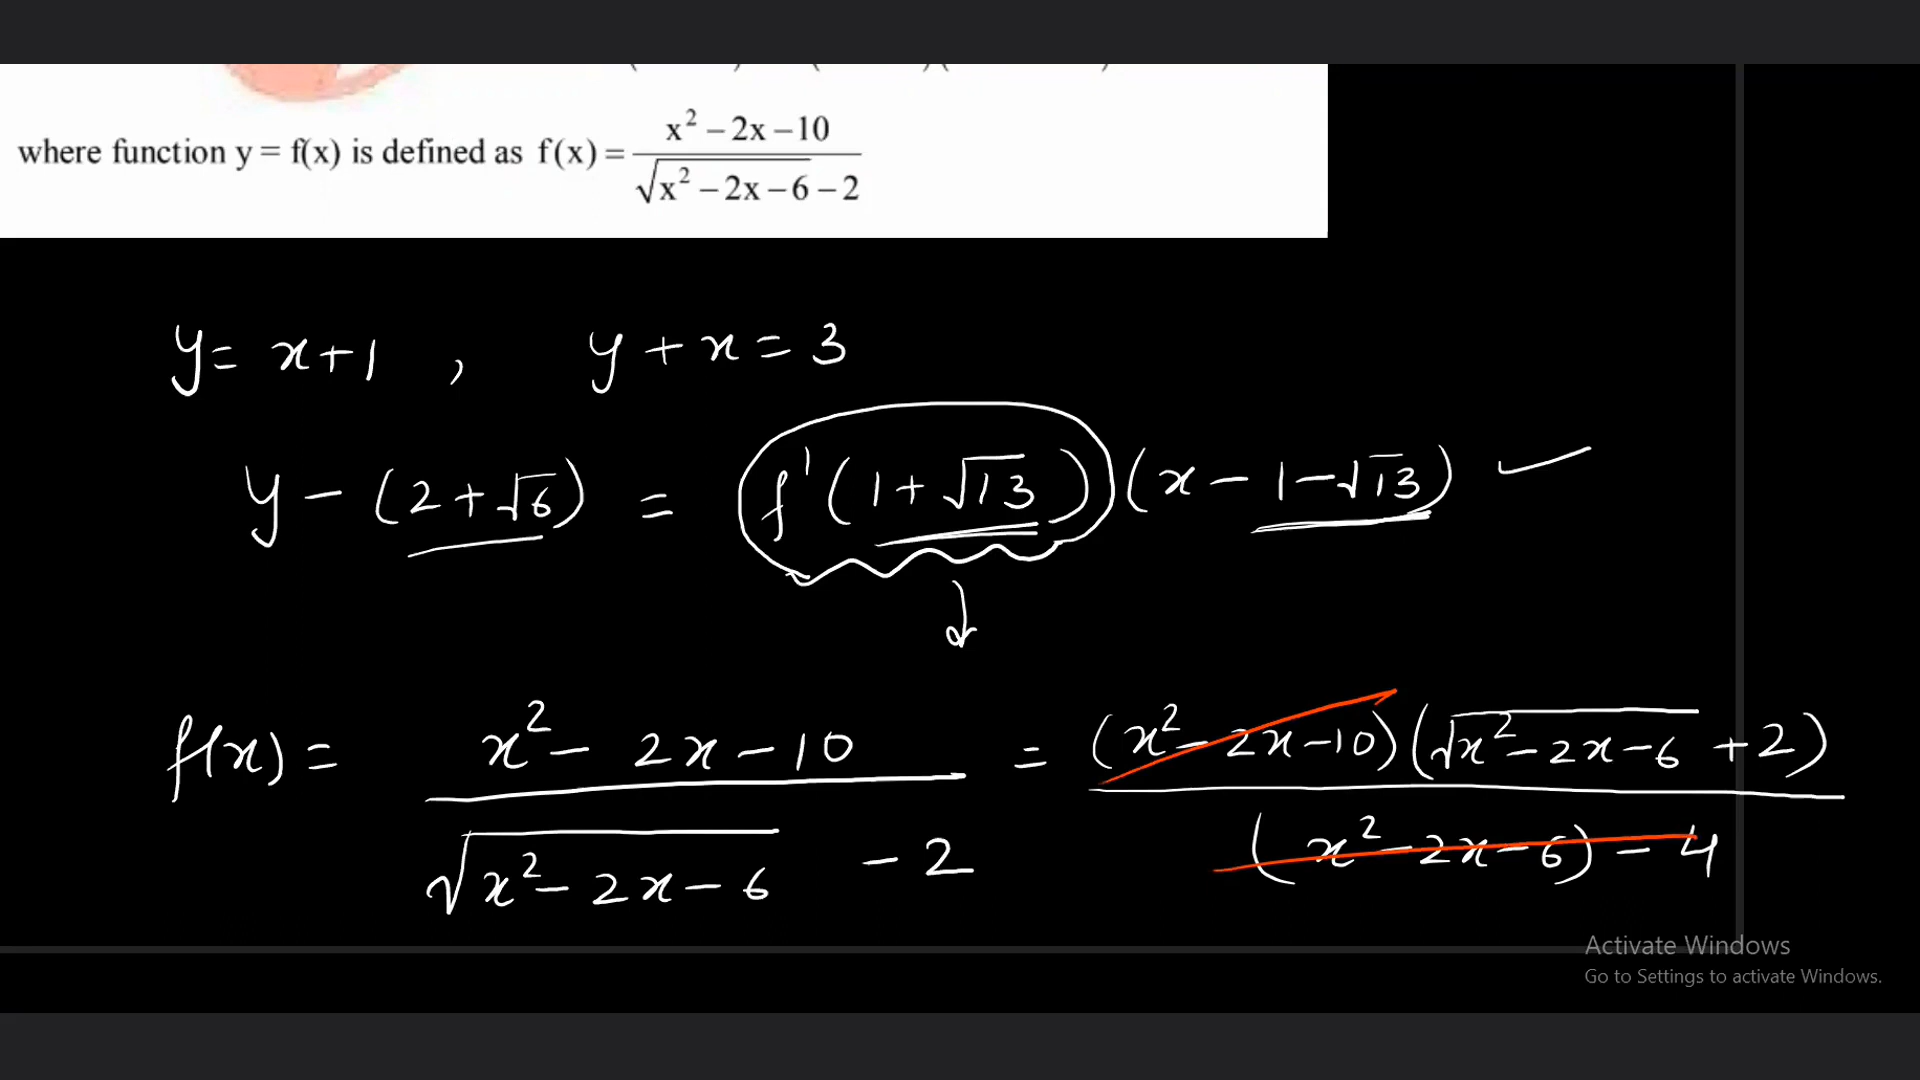 where function y = f(x) is defined as f(x) = (x² – 2x – 10) / (√(x² – 2x – 6) – 2)
y = x + 1 , y + x = 3
y – (2 + √6) = f'(1 + √13) (x – 1 – √13)
f(x) = (x² – 2x – 10) / (√(x² – 2x – 6) – 2) = (x² – 2x – 10)(√(x² – 2x – 6) + 2) / ((x² – 2x – 6) – 4)
Activate Windows
Go to Settings to activate Windows.